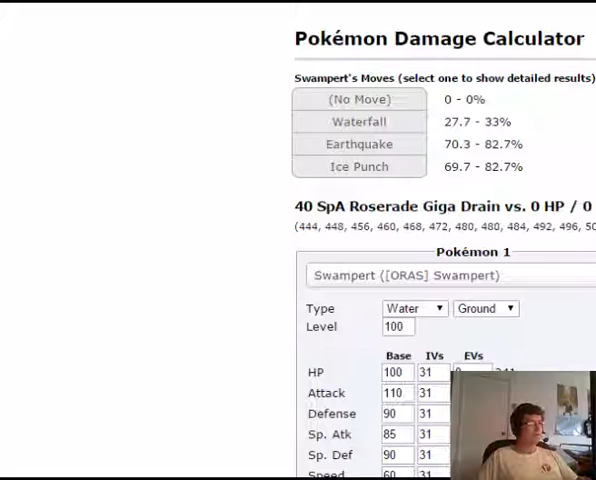 Pokémon Damage Calculator
Swampert's Moves (select one to show detailed results)
(No Move) 0 - 0%
Waterfall 27.7 - 33%
Earthquake 70.3 - 82.7%
Ice Punch 69.7 - 82.7%
40 SpA Roserade Giga Drain vs. 0 HP / 0
(444, 448, 456, 460, 468, 472, 480, 480, 484, 492, 496, 50
Pokémon 1
Swampert ([ORAS] Swampert)
Type Water Ground
Level 100
Base IVs EVs
HP 100 31
Attack 110 31
Defense 90 31
Sp. Atk 85 31
Sp. Def 90 31
Speed 60 31